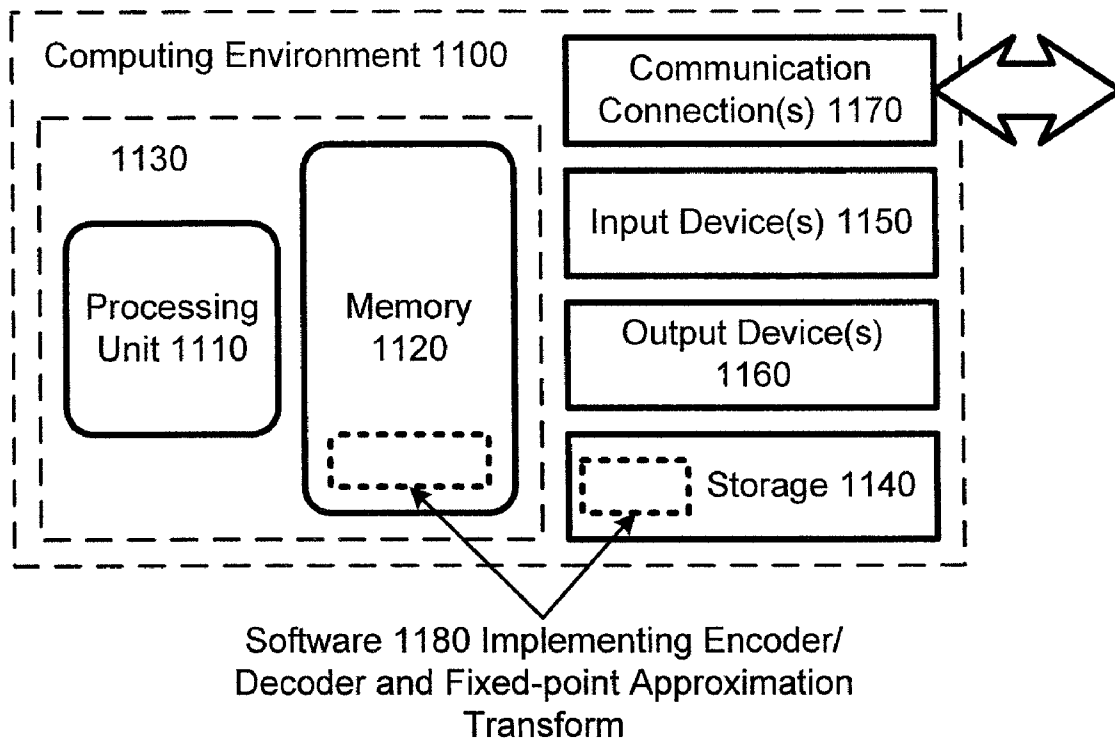 Computing Environment 1100
Communication
Connection(s) 1170
1130
Input Device(s) 1150
Processing
Unit 1110
Memory
1120
Output Device(s)
1160
Storage 1140
Software 1180 Implementing Encoder/
Decoder and Fixed-point Approximation
Transform